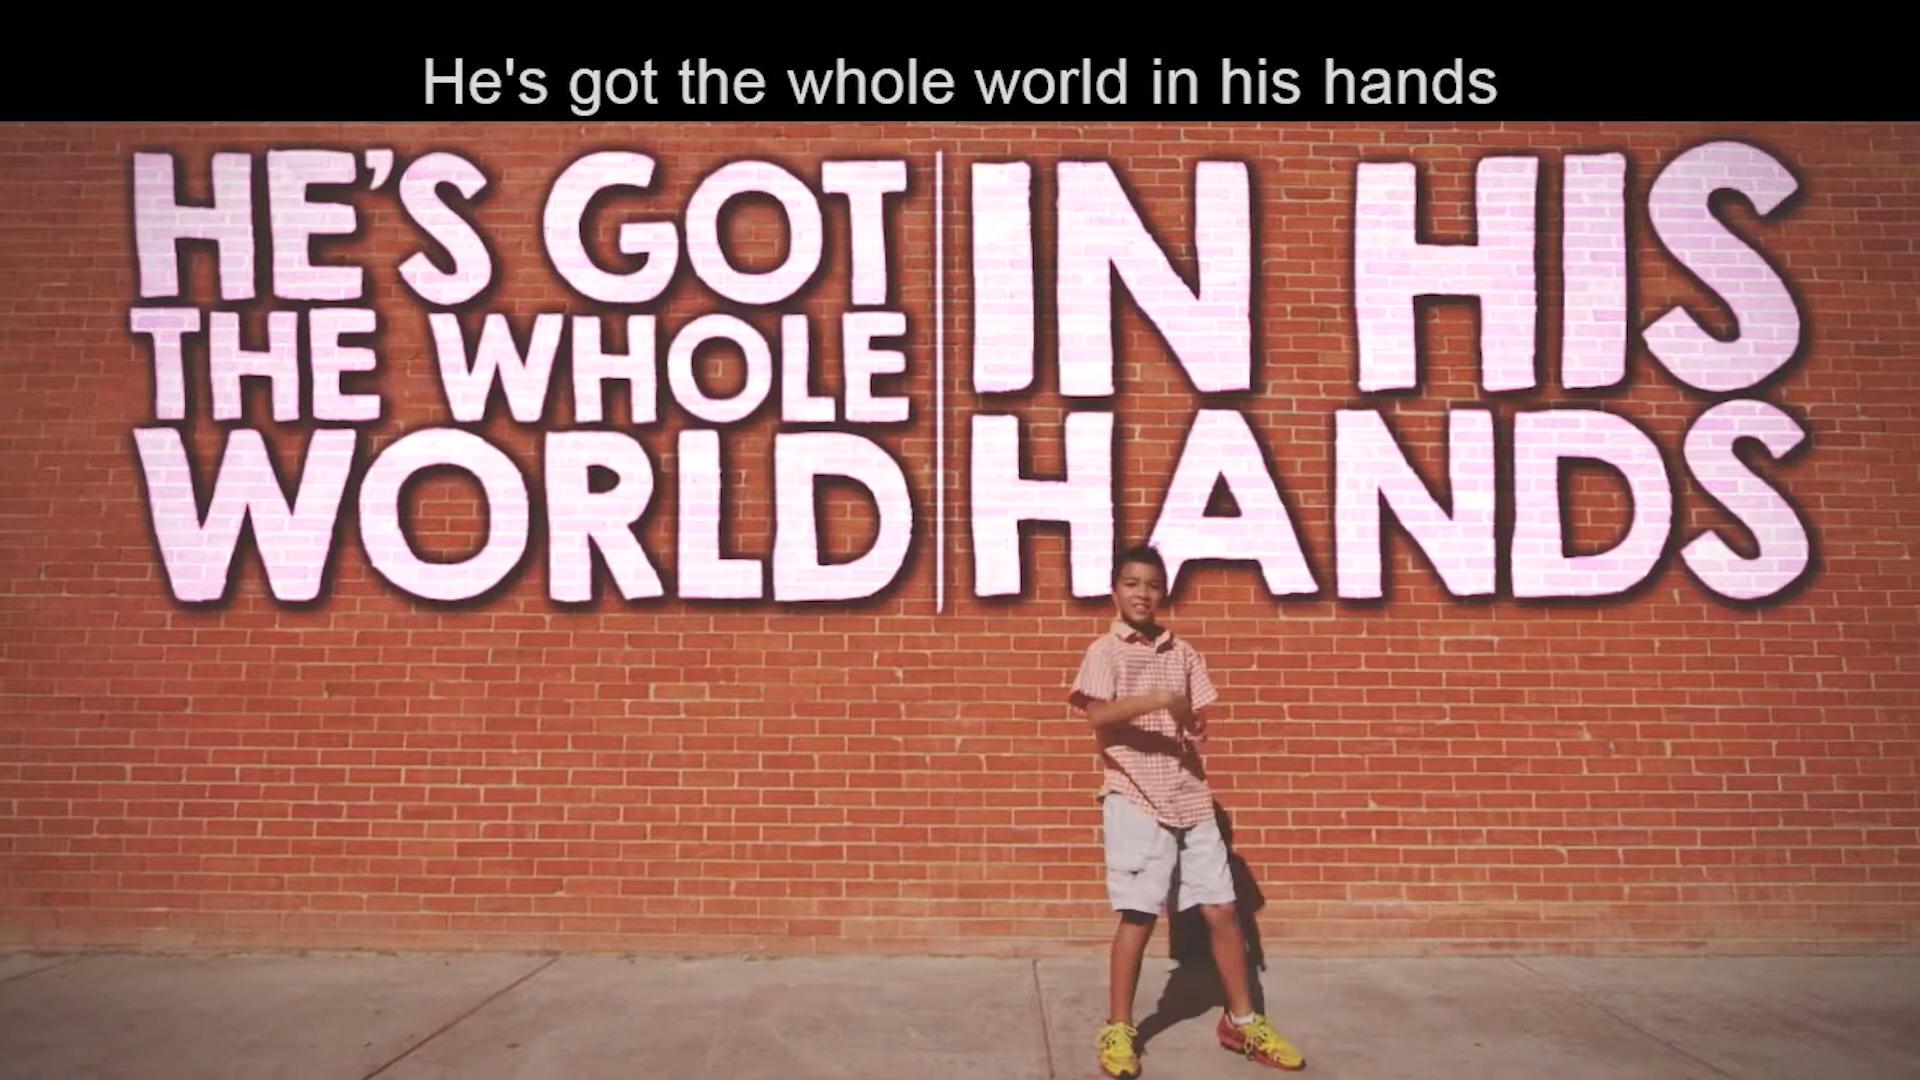 He's got the whole world in his hands
HE'S GOT
THE WHOLE
WORLD
IN HIS
HANDS